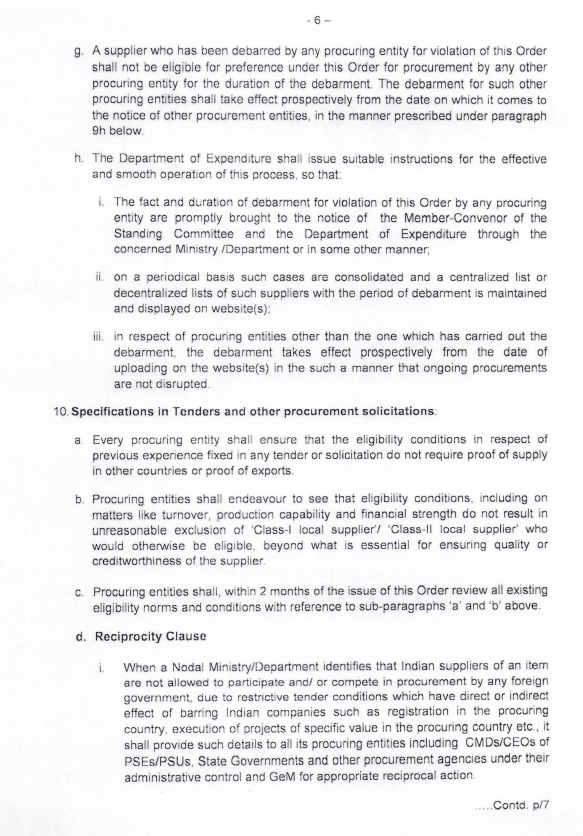 - 6 -
g. A supplier who has been debarred by any procuring entity for violation of this Order
shall not be eligible for preference under this Order for procurement by any other
procuring entity for the duration of the debarment. The debarment for such other
procuring entities shall take effect prospectively from the date on which it comes to
the notice of other procurement entities, in the manner prescribed under paragraph
9h below.
h. The Department of Expenditure shall issue suitable instructions for the effective
and smooth operation of this process, so that:
i. The fact and duration of debarment for violation of this Order by any procuring
entity are promptly brought to the notice of the Member-Convenor of the
Standing Committee and the Department of Expenditure through the
concerned Ministry /Department or in some other manner;
ii. on a periodical basis such cases are consolidated and a centralized list or
decentralized lists of such suppliers with the period of debarment is maintained
and displayed on website(s);
iii. in respect of procuring entities other than the one which has carried out the
debarment, the debarment takes effect prospectively from the date of
uploading on the website(s) in the such a manner that ongoing procurements
are not disrupted.
10. Specifications in Tenders and other procurement solicitations:
a. Every procuring entity shall ensure that the eligibility conditions in respect of
previous experience fixed in any tender or solicitation do not require proof of supply
in other countries or proof of exports.
b. Procuring entities shall endeavour to see that eligibility conditions, including on
matters like turnover, production capability and financial strength do not result in
unreasonable exclusion of 'Class-I local supplier'/ 'Class-II local supplier' who
would otherwise be eligible, beyond what is essential for ensuring quality or
creditworthiness of the supplier.
c. Procuring entities shall, within 2 months of the issue of this Order review all existing
eligibility norms and conditions with reference to sub-paragraphs 'a' and 'b' above.
d. Reciprocity Clause
i. When a Nodal Ministry/Department identifies that Indian suppliers of an item
are not allowed to participate and/ or compete in procurement by any foreign
government, due to restrictive tender conditions which have direct or indirect
effect of barring Indian companies such as registration in the procuring
country, execution of projects of specific value in the procuring country etc., it
shall provide such details to all its procuring entities including CMDs/CEOs of
PSEs/PSUs, State Governments and other procurement agencies under their
administrative control and GeM for appropriate reciprocal action.
.....Contd. p/7